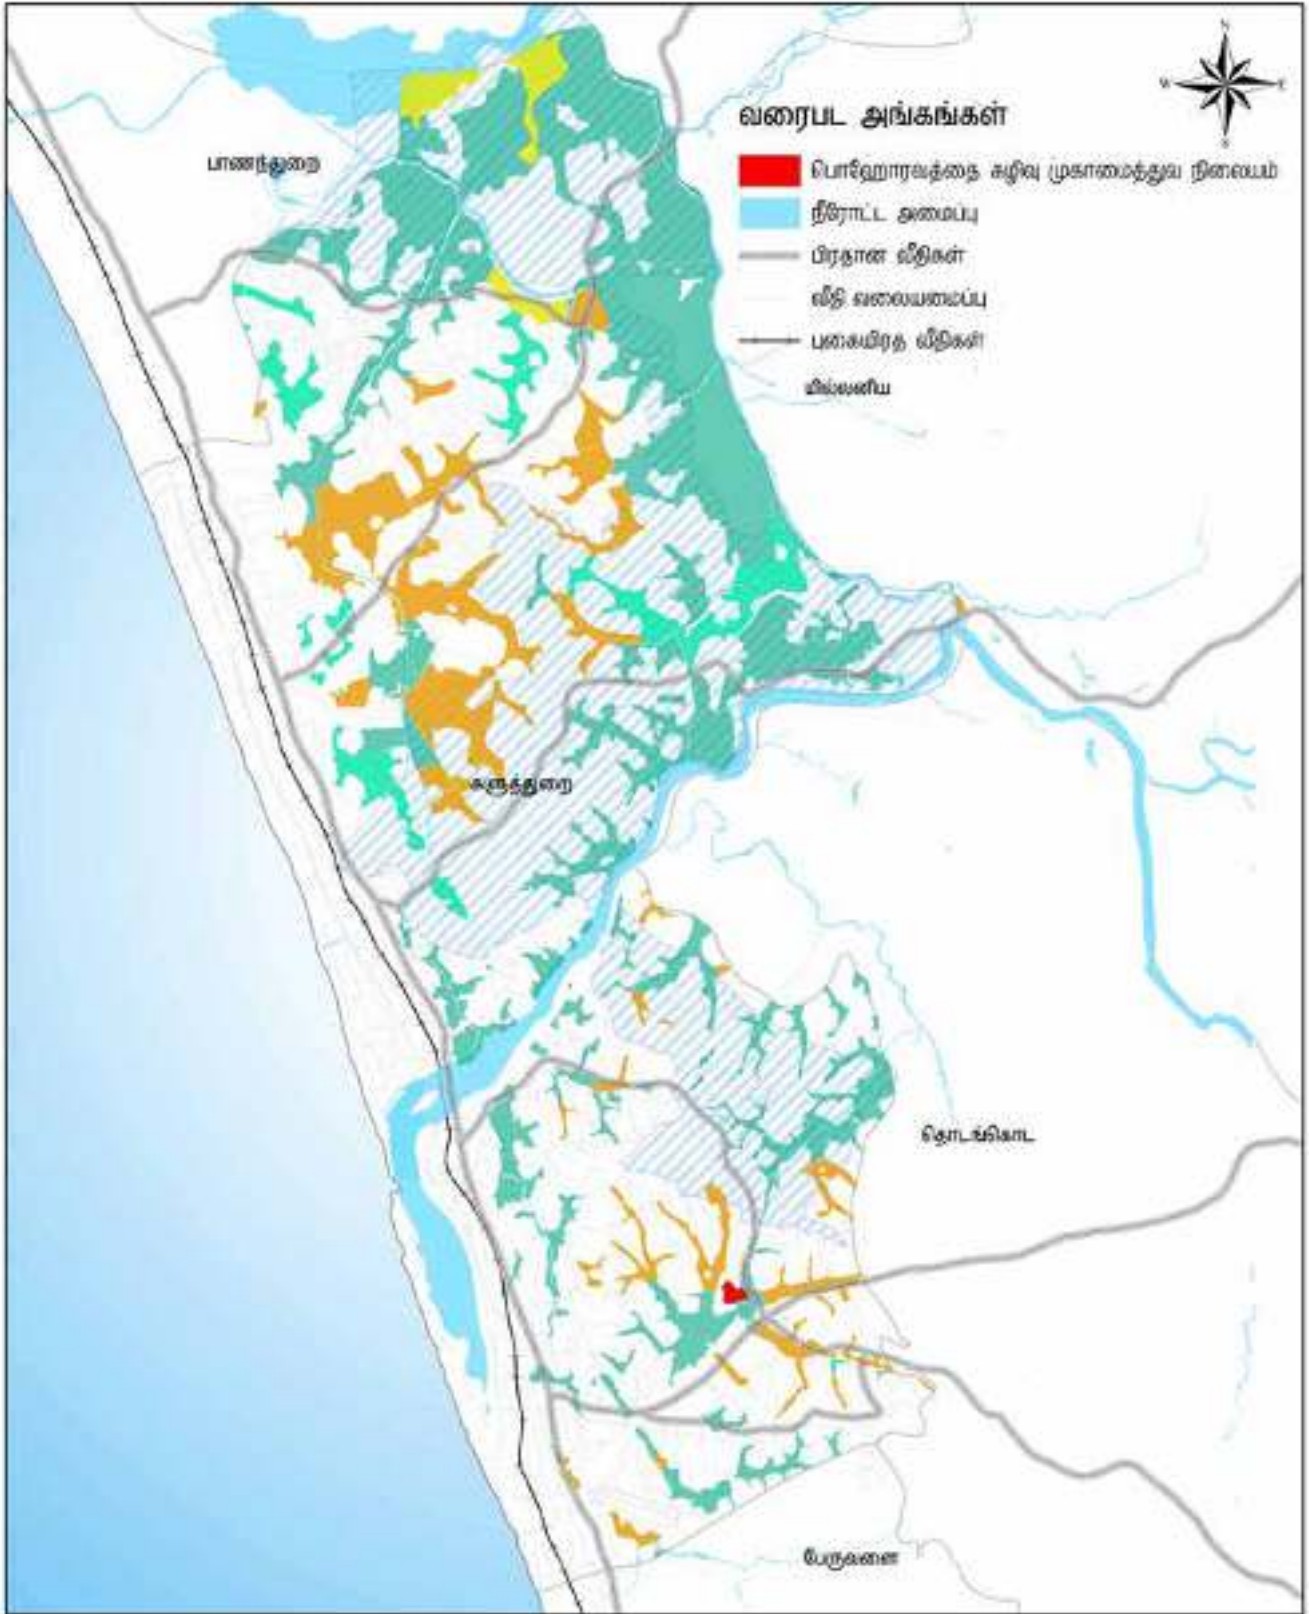 N
W
E
S
வரைபட அங்கங்கள்
பொஹோரவத்தை கழிவு முகாமைத்துவ நிலையம்
நீரோட்ட அமைப்பு
பிரதான வீதிகள்
வீதி வலையமைப்பு
புகையிரத வீதிகள்
மில்லனிய
பாணந்துறை
களுத்துறை
தொடங்கொட
பேருவளை